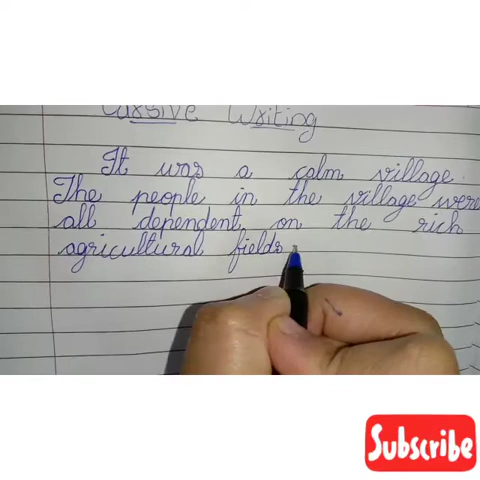 Cursive Writing
It was a calm village.
The people in the village were
all dependent on the rich
agricultural fields
Subscribe